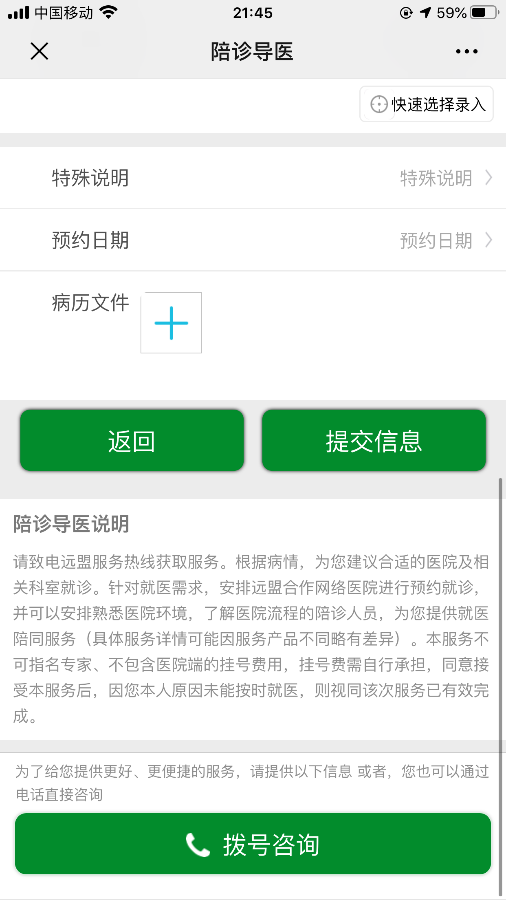 中国移动 21:45 59%
陪诊导医
快速选择录入
特殊说明 特殊说明
预约日期 预约日期
病历文件
返回 提交信息
陪诊导医说明
请致电远盟服务热线获取服务。根据病情，为您建议合适的医院及相
关科室就诊。针对就医需求，安排远盟合作网络医院进行预约就诊，
并可以安排熟悉医院环境，了解医院流程的陪诊人员，为您提供就医
陪同服务（具体服务详情可能因服务产品不同略有差异）。本服务不
可指名专家、不包含医院端的挂号费用，挂号费需自行承担，同意接
受本服务后，因您本人原因未能按时就医，则视同该次服务已有效完
成。
为了给您提供更好、更便捷的服务，请提供以下信息 或者，您也可以通过
电话直接咨询
拨号咨询